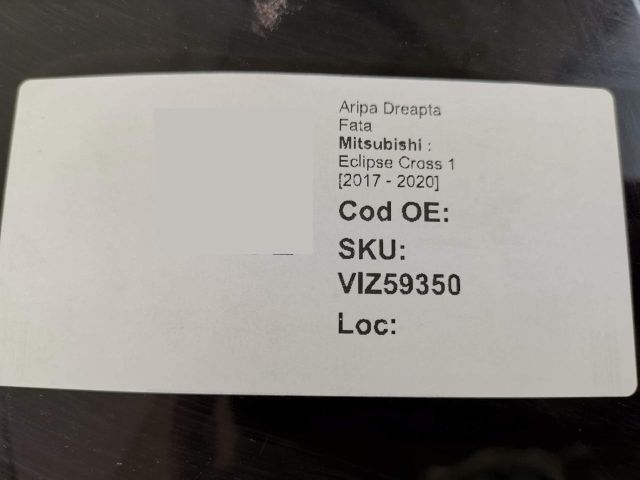 Aripa Dreapta
Fata
Mitsubishi :
Eclipse Cross 1
[2017 - 2020]
Cod OE:
SKU:
VIZ59350
Loc: